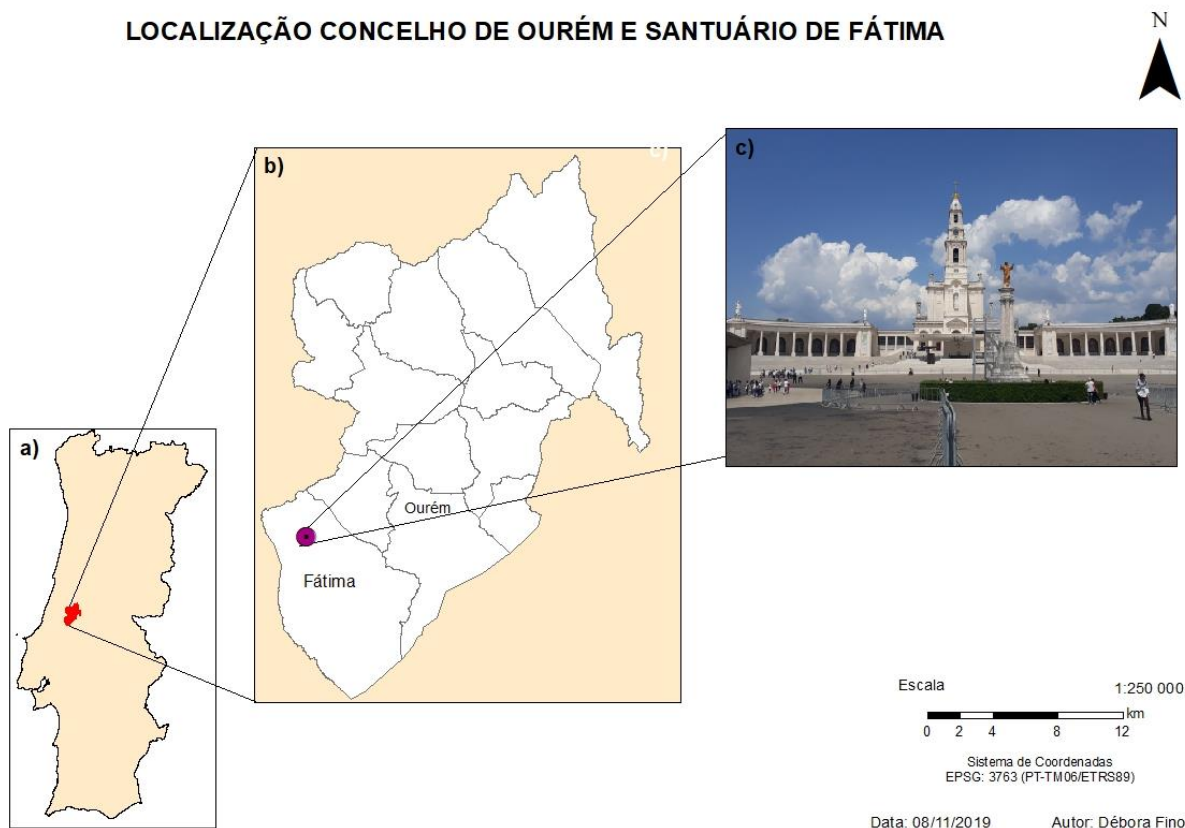 LOCALIZAÇÃO CONCELHO DE OURÉM E SANTUÁRIO DE FÁTIMA
N
a)
b)
c)
c)
Ourém
Fátima
Escala
1:250 000
km
0 2 4 8 12
Sistema de Coordenadas
EPSG: 3763 (PT-TM06/ETRS89)
Data: 08/11/2019
Autor: Débora Fino